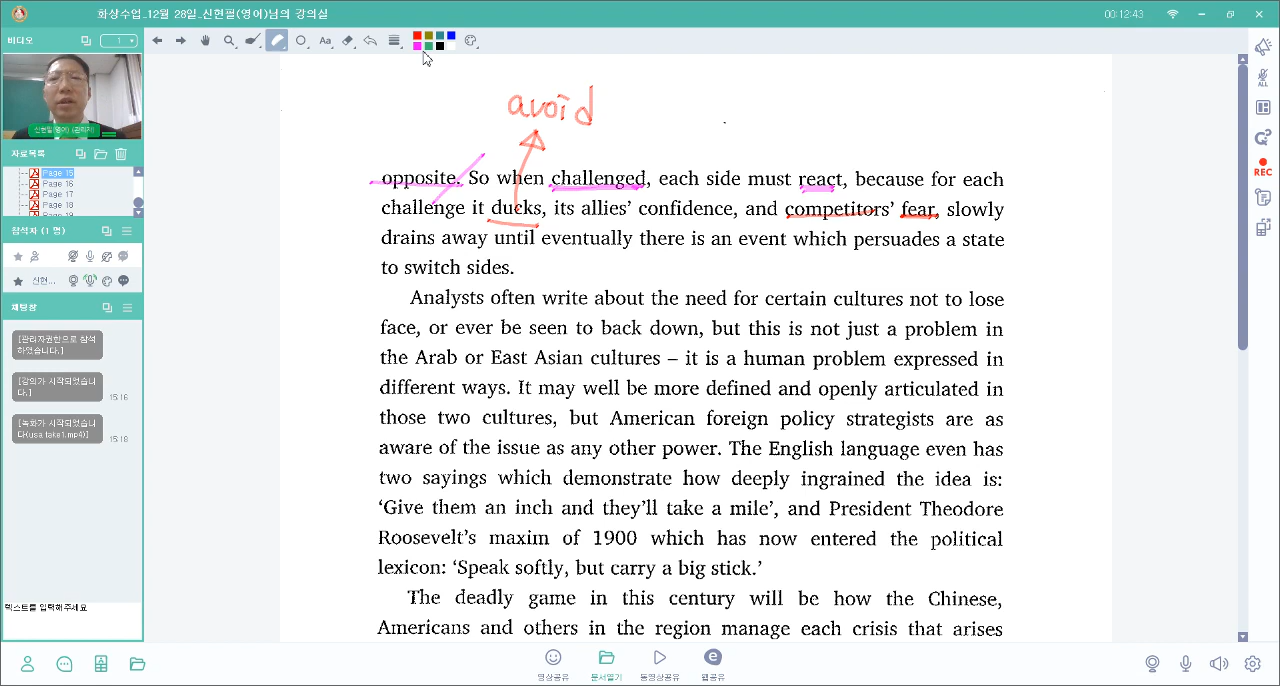 화상수업_12월 28일_신현필(영어)님의 강의실
00:12:43
비디오
1
Aa
신현필(영어) (관리자)
자료목록
Page 15
Page 16
Page 17
Page 18
참석자 (1 명)
신현...
채팅창
[관리자권한으로 참석
하였습니다.]
[강의가 시작되었습니
다.]
15:16
[녹화가 시작되었습니
다(usa take1.mp4)]
15:18
텍스트를 입력해주세요
ALL
REC
avoid
opposite. So when challenged, each side must react, because for each
challenge it ducks, its allies’ confidence, and competitors’ fear, slowly
drains away until eventually there is an event which persuades a state
to switch sides.
Analysts often write about the need for certain cultures not to lose
face, or ever be seen to back down, but this is not just a problem in
the Arab or East Asian cultures – it is a human problem expressed in
different ways. It may well be more defined and openly articulated in
those two cultures, but American foreign policy strategists are as
aware of the issue as any other power. The English language even has
two sayings which demonstrate how deeply ingrained the idea is:
‘Give them an inch and they’ll take a mile’, and President Theodore
Roosevelt’s maxim of 1900 which has now entered the political
lexicon: ‘Speak softly, but carry a big stick.’
The deadly game in this century will be how the Chinese,
Americans and others in the region manage each crisis that arises
영상공유
문서열기
동영상공유
웹공유